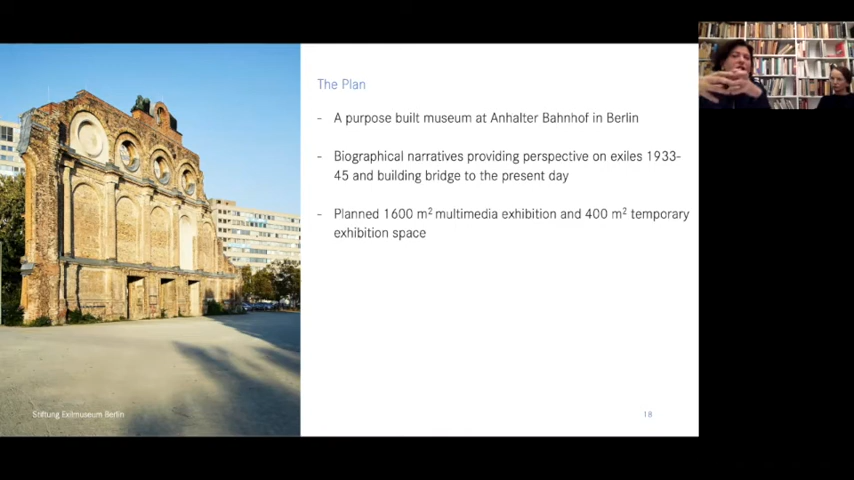 The Plan
- A purpose built museum at Anhalter Bahnhof in Berlin
- Biographical narratives providing perspective on exiles 1933-
45 and building bridge to the present day
- Planned 1600 m² multimedia exhibition and 400 m² temporary
exhibition space
Stiftung Exilmuseum Berlin
18